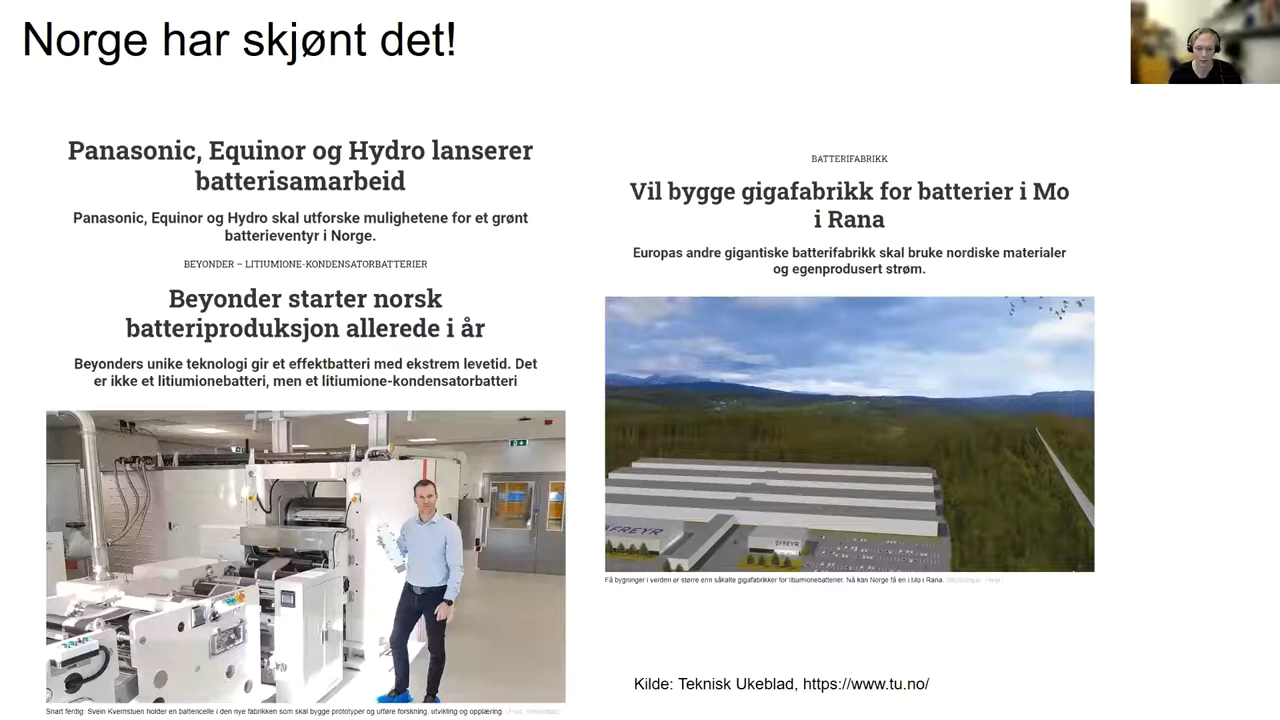 Norge har skjønt det!
Panasonic, Equinor og Hydro lanserer
batterisamarbeid
Panasonic, Equinor og Hydro skal utforske mulighetene for et grønt
batterieventyr i Norge.
BEYONDER – LITIUMIONE-KONDENSATORBATTERIER
Beyonder starter norsk
batteriproduksjon allerede i år
Beyonders unike teknologi gir et effektbatteri med ekstrem levetid. Det
er ikke et litiumionebatteri, men et litiumione-kondensatorbatteri
Snart ferdig: Svein Kvernstuen holder en battericelle i den nye fabrikken som skal bygge prototyper og utføre forskning, utvikling og opplæring.
BATTERIFABRIKK
Vil bygge gigafabrikk for batterier i Mo
i Rana
Europas andre gigantiske batterifabrikk skal bruke nordiske materialer
og egenprodusert strøm.
FREYR
FREYR
Få bygninger i verden er større enn såkalte gigafabrikker for litiumionebatterier. Nå kan Norge få en i Mo i Rana.
Kilde: Teknisk Ukeblad, https://www.tu.no/